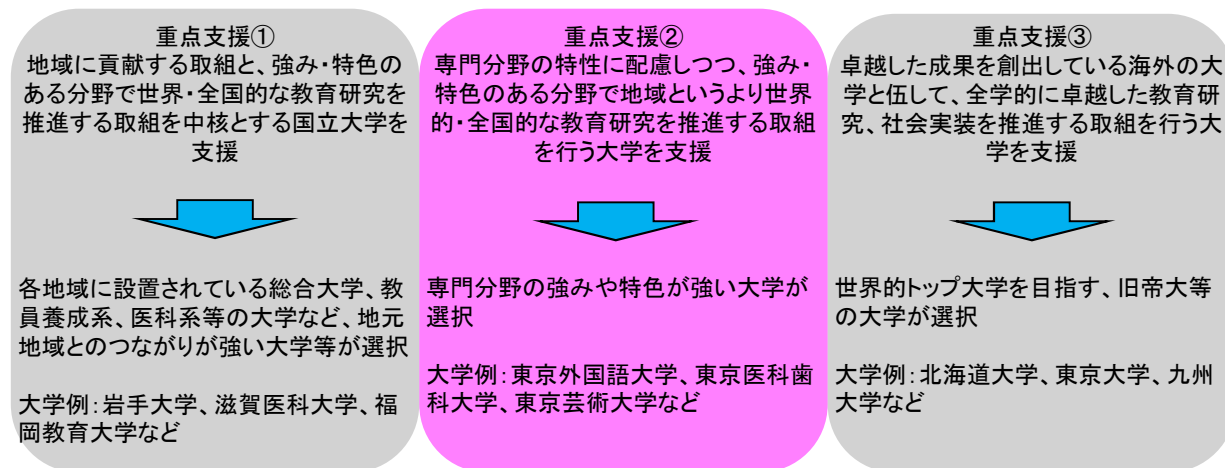 重点支援①
地域に貢献する取組と、強み・特色の
ある分野で世界・全国的な教育研究を
推進する取組を中核とする国立大学を
支援
各地域に設置されている総合大学、教
員養成系、医科系等の大学など、地元
地域とのつながりが強い大学等が選択
大学例:岩手大学、滋賀医科大学、福
岡教育大学など
重点支援②
専門分野の特性に配慮しつつ、強み・
特色のある分野で地域というより世界
的・全国的な教育研究を推進する取組
を行う大学を支援
専門分野の強みや特色が強い大学が
選択
大学例:東京外国語大学、東京医科歯
科大学、東京芸術大学など
重点支援③
卓越した成果を創出している海外の大
学と伍して、全学的に卓越した教育研
究、社会実装を推進する取組を行う大
学を支援
世界的トップ大学を目指す、旧帝大等
の大学が選択
大学例:北海道大学、東京大学、九州
大学など